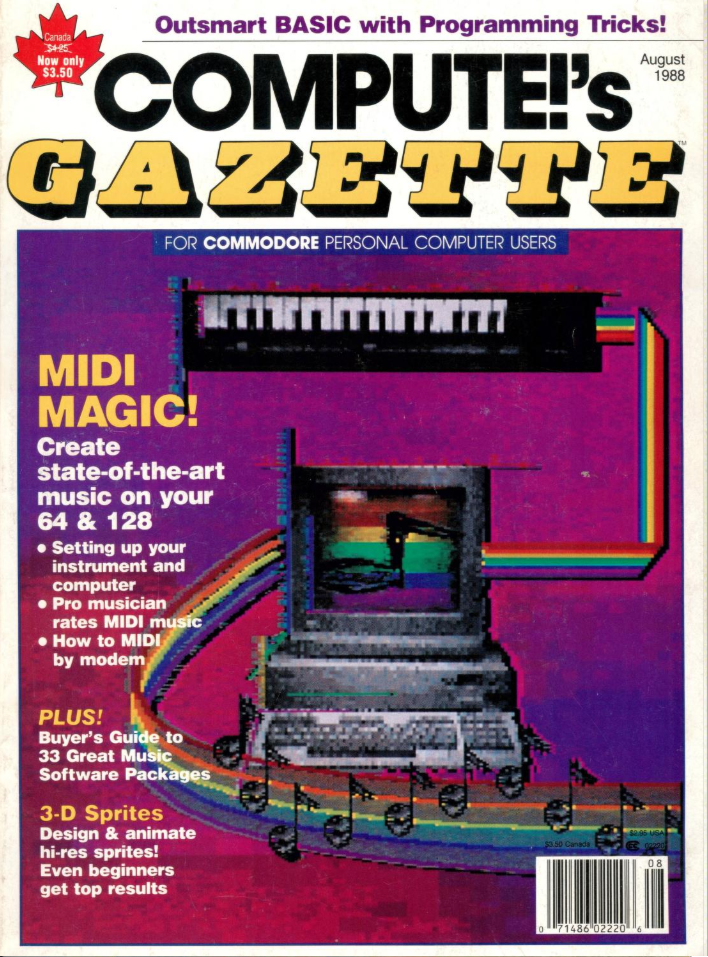 Outsmart BASIC with Programming Tricks!
Canada
$4.25
Now only
$3.50
August
1988
COMPUTE!'s
GAZETTE™
FOR COMMODORE PERSONAL COMPUTER USERS
MIDI
MAGIC!
Create
state-of-the-art
music on your
64 & 128
• Setting up your
instrument and
computer
• Pro musician
rates MIDI music
• How to MIDI
by modem
PLUS!
Buyer's Guide to
33 Great Music
Software Packages
3-D Sprites
Design & animate
hi-res sprites!
Even beginners
get top results
$2.95 USA
$3.50 Canada
08
0 71486 02220 6